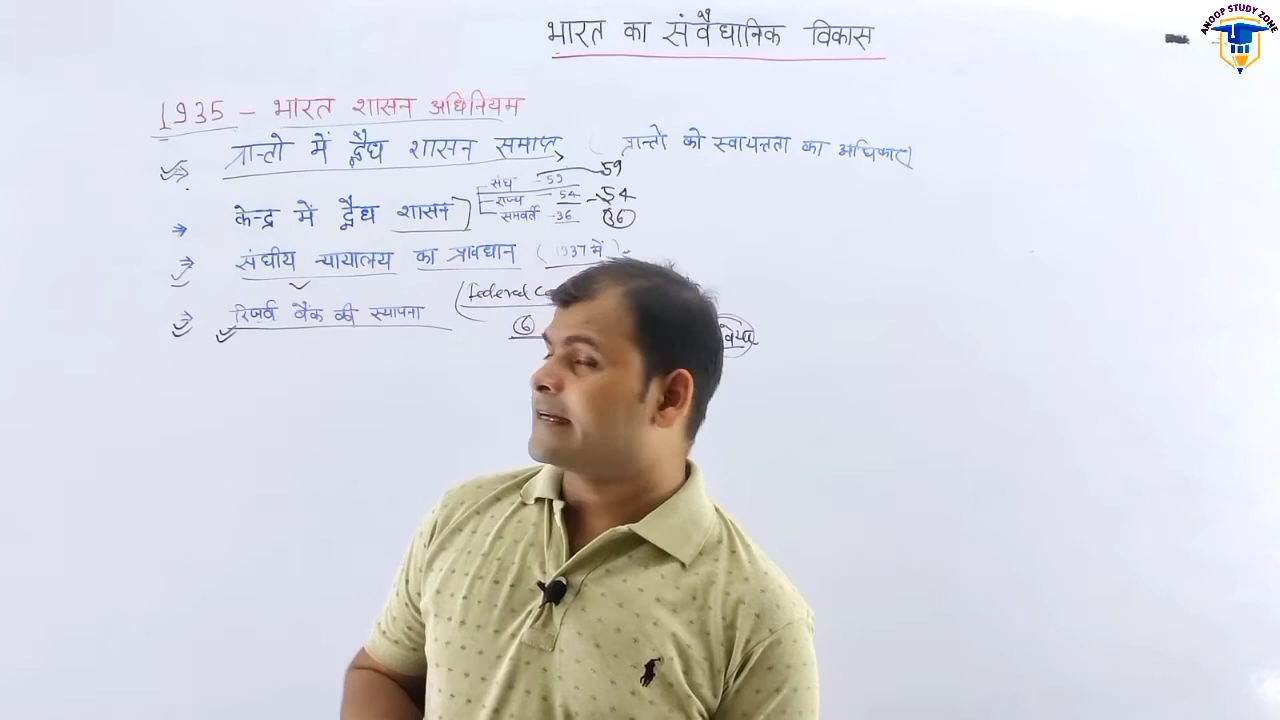 भारत का संवैधानिक विकास
ANOOP STUDY ZONE
1935 - भारत शासन अधिनियम
प्रान्तो में द्वैध शासन समाप्त ( प्रान्तो को स्वायत्तता का अधिकार)
संघ - 59 59
केन्द्र में द्वैध शासन राज्य - 54 - 54
समवर्ती - 36 36
संघीय न्यायालय का प्रावधान (1937 में)
रिजर्व बैंक की स्थापना (federal
6